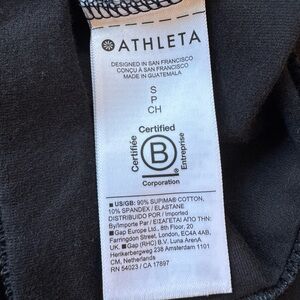 ATHLETA
DESIGNED IN SAN FRANCISCO
CONÇU A SAN FRANCISCO
MADE IN GUATEMALA
S
P
CH
Certified
Certifiée
B
Entreprise
Corporation
US/GB: 90% SUPIMA® COTTON,
10% SPANDEX / ELASTANE
DISTRIBUIDO POR / Imported
By/Importe Par / ΕΙΣΑΓΕΤΑΙ ΑΠΟ ΤΗΝ:
Gap Europe Ltd., 8th Floor, 20
Farringdon Street, London, EC4A 4AB,
UK. Gap (RHC) B.V. Luna ArenA
Herikerbergweg 238 Amsterdam 1101
CM, Netherlands
RN 54023 / CA 17897